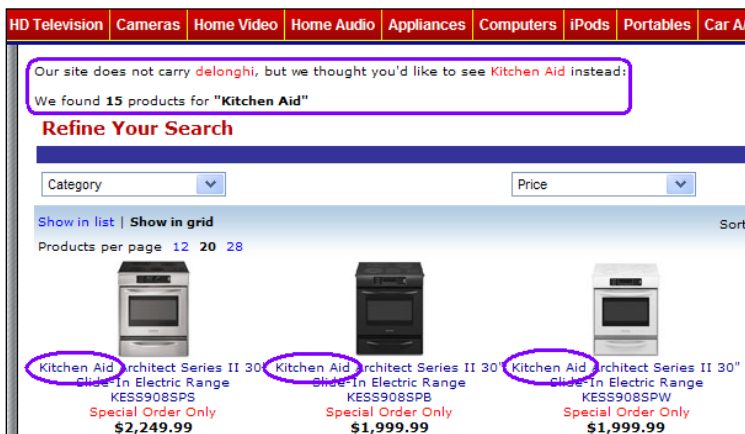 HD Television Cameras Home Video Home Audio Appliances Computers iPods Portables Car A
Our site does not carry delonghi, but we thought you'd like to see Kitchen Aid instead:
We found 15 products for "Kitchen Aid"
Refine Your Search
Category Price
Show in list | Show in grid
Sort
Products per page 12 20 28
Kitchen Aid Architect Series II 30"
Slide-In Electric Range
KESS908SPS
Special Order Only
$2,249.99
Kitchen Aid Architect Series II 30"
Slide-In Electric Range
KESS908SPB
Special Order Only
$1,999.99
Kitchen Aid Architect Series II 30"
Slide-In Electric Range
KESS908SPW
Special Order Only
$1,999.99